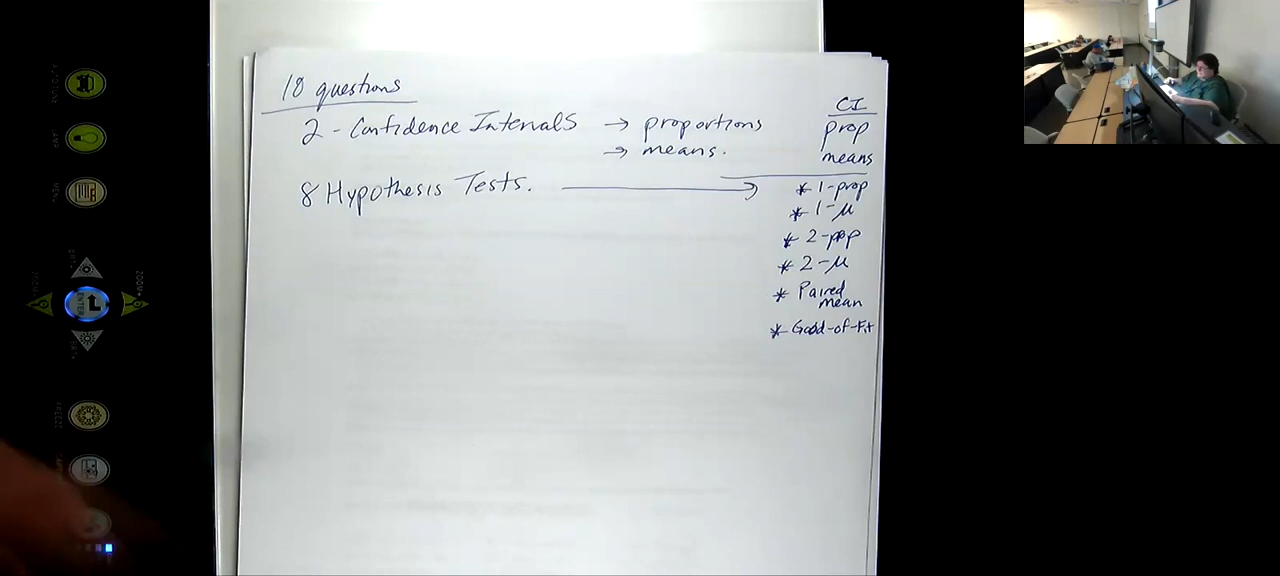 10 questions
2 - Confidence Intervals → proportions
→ means.
8 Hypothesis Tests. →
CI
prop
means
* 1-prop
* 1-μ
* 2-prop
* 2-μ
* Paired
mean
* Good-of-Fit
ENTER